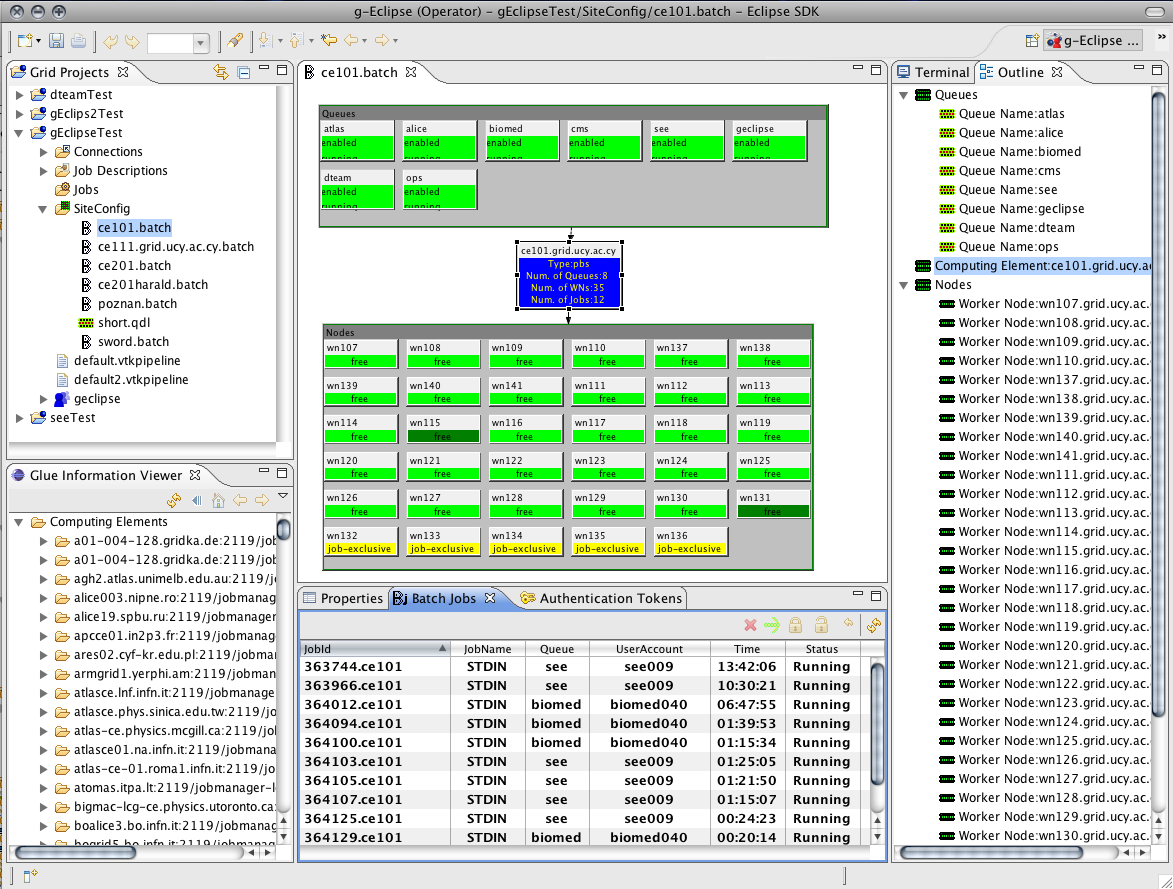 g-Eclipse (Operator) - gEclipseTest/SiteConfig/ce101.batch - Eclipse SDK
g-Eclipse ...
Grid Projects
dteamTest
gEclips2Test
gEclipseTest
Connections
Job Descriptions
Jobs
SiteConfig
ce101.batch
ce111.grid.ucy.ac.cy.batch
ce201.batch
ce201harald.batch
poznan.batch
short.qdl
sword.batch
default.vtkpipeline
default2.vtkpipeline
geclipse
seeTest
Glue Information Viewer
Computing Elements
a01-004-128.gridka.de:2119/job
a01-004-128.gridka.de:2119/job
agh2.atlas.unimelb.edu.au:2119/j
alice003.nipne.ro:2119/jobmanag
alice19.spbu.ru:2119/jobmanager
apcce01.in2p3.fr:2119/jobmanag
ares02.cyf-kr.edu.pl:2119/jobma
armgrid1.yerphi.am:2119/jobman
atlasce.lnf.infn.it:2119/jobmanage
atlasce.phys.sinica.edu.tw:2119/jo
atlas-ce.physics.mcgill.ca:2119/jo
atlasce01.na.infn.it:2119/jobmana
atlas-ce-01.roma1.infn.it:2119/jo
atomas.itpa.lt:2119/jobmanager-l
bigmac-lcg-ce.physics.utoronto.ca:
boalice3.bo.infn.it:2119/jobmanag
bogrid5.bo.infn.it:2119/jobmanag
ce101.batch
Queues
atlas alice biomed cms see geclipse
enabled enabled enabled enabled enabled enabled
running running running running running running
dteam ops
enabled enabled
running running
ce101.grid.ucy.ac.cy
Type:pbs
Num. of Queues:8
Num. of WNs:35
Num. of Jobs:12
Nodes
wn107 wn108 wn109 wn110 wn137 wn138
free free free free free free
wn139 wn140 wn141 wn111 wn112 wn113
free free free free free free
wn114 wn115 wn116 wn117 wn118 wn119
free free free free free free
wn120 wn121 wn122 wn123 wn124 wn125
free free free free free free
wn126 wn127 wn128 wn129 wn130 wn131
free free free free free free
wn132 wn133 wn134 wn135 wn136
job-exclusive job-exclusive job-exclusive job-exclusive job-exclusive
Properties Batch Jobs Authentication Tokens
JobId JobName Queue UserAccount Time Status
363744.ce101 STDIN see see009 13:42:06 Running
363966.ce101 STDIN see see009 10:30:21 Running
364012.ce101 STDIN biomed biomed040 06:47:55 Running
364094.ce101 STDIN biomed biomed040 01:39:53 Running
364100.ce101 STDIN biomed biomed040 01:15:34 Running
364103.ce101 STDIN see see009 01:25:05 Running
364105.ce101 STDIN see see009 01:21:50 Running
364107.ce101 STDIN see see009 01:15:07 Running
364125.ce101 STDIN see see009 00:24:23 Running
364129.ce101 STDIN biomed biomed040 00:20:14 Running
Terminal Outline
Queues
Queue Name:atlas
Queue Name:alice
Queue Name:biomed
Queue Name:cms
Queue Name:see
Queue Name:geclipse
Queue Name:dteam
Queue Name:ops
Computing Element:ce101.grid.ucy.a
Nodes
Worker Node:wn107.grid.ucy.ac.
Worker Node:wn108.grid.ucy.ac.
Worker Node:wn109.grid.ucy.ac.
Worker Node:wn110.grid.ucy.ac.
Worker Node:wn137.grid.ucy.ac.
Worker Node:wn138.grid.ucy.ac.
Worker Node:wn139.grid.ucy.ac.
Worker Node:wn140.grid.ucy.ac.
Worker Node:wn141.grid.ucy.ac.
Worker Node:wn111.grid.ucy.ac.
Worker Node:wn112.grid.ucy.ac.
Worker Node:wn113.grid.ucy.ac.
Worker Node:wn114.grid.ucy.ac.
Worker Node:wn115.grid.ucy.ac.
Worker Node:wn116.grid.ucy.ac.
Worker Node:wn117.grid.ucy.ac.
Worker Node:wn118.grid.ucy.ac.
Worker Node:wn119.grid.ucy.ac.
Worker Node:wn120.grid.ucy.ac.
Worker Node:wn121.grid.ucy.ac.
Worker Node:wn122.grid.ucy.ac.
Worker Node:wn123.grid.ucy.ac.
Worker Node:wn124.grid.ucy.ac.
Worker Node:wn125.grid.ucy.ac.
Worker Node:wn126.grid.ucy.ac.
Worker Node:wn127.grid.ucy.ac.
Worker Node:wn128.grid.ucy.ac.
Worker Node:wn129.grid.ucy.ac.
Worker Node:wn130.grid.ucy.ac.